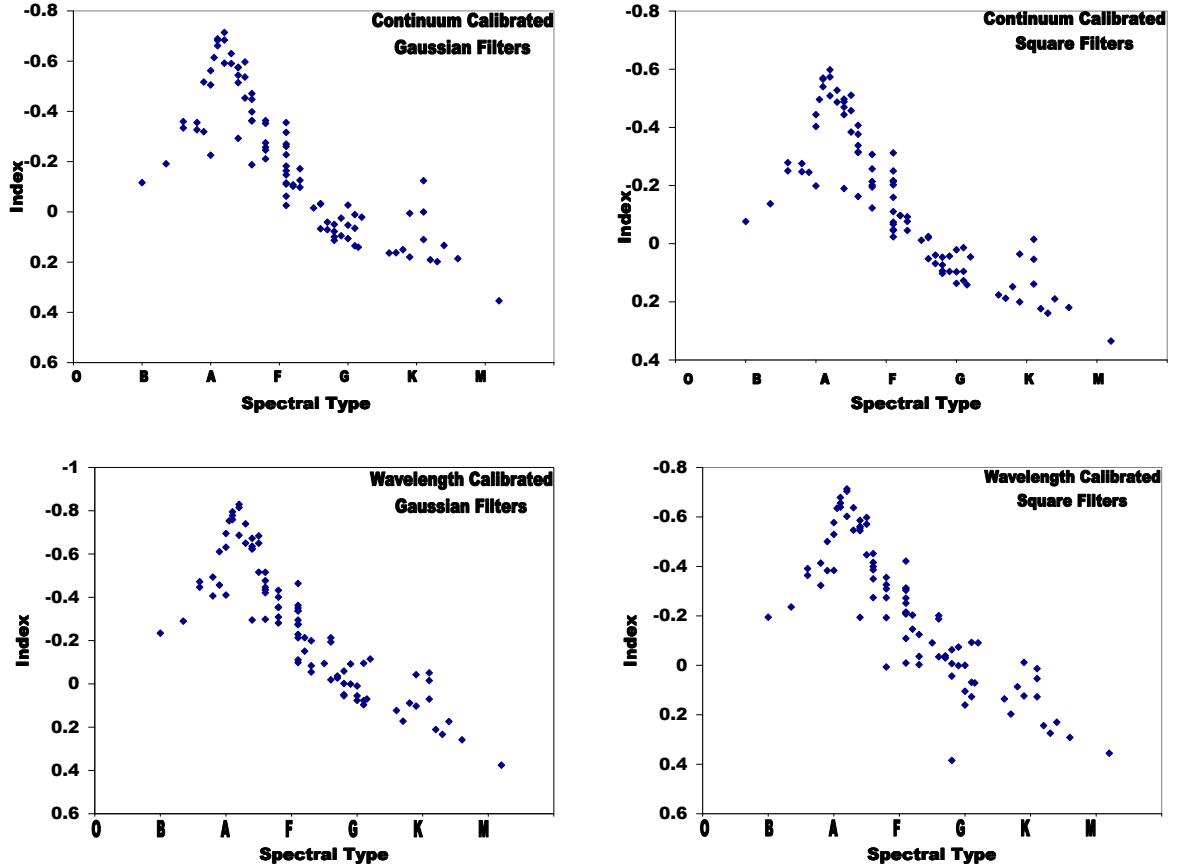 Continuum Calibrated
Gaussian Filters
-0.8
-0.6
-0.4
-0.2
0
0.2
0.4
0.6
Index
O B A F G K M
Spectral Type
Continuum Calibrated
Square Filters
-0.8
-0.6
-0.4
-0.2
0
0.2
0.4
Index
O B A F G K M
Spectral Type
Wavelength Calibrated
Gaussian Filters
-1
-0.8
-0.6
-0.4
-0.2
0
0.2
0.4
0.6
Index
O B A F G K M
Spectral Type
Wavelength Calibrated
Square Filters
-0.8
-0.6
-0.4
-0.2
0
0.2
0.4
0.6
Index
O B A F G K M
Spectral Type